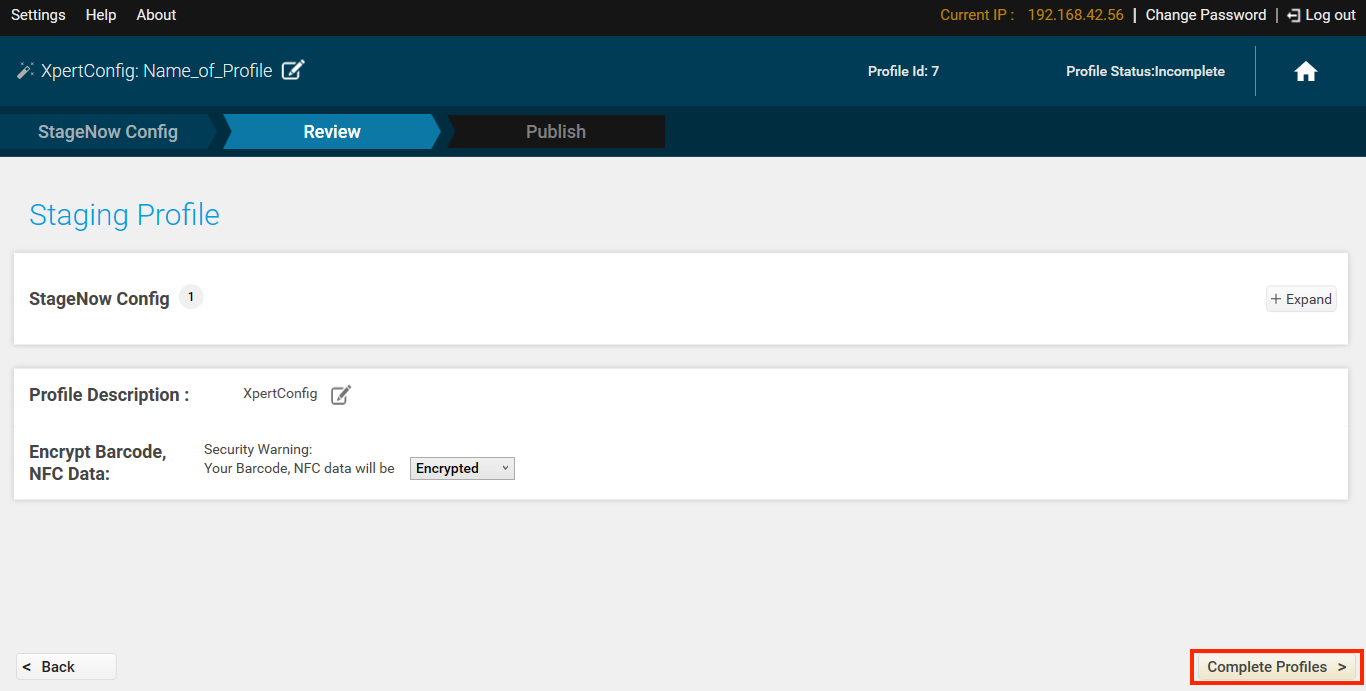 Settings Help About Current IP : 192.168.42.56 | Change Password | Log out
XpertConfig: Name_of_Profile Profile Id: 7 Profile Status:Incomplete
StageNow Config Review Publish
Staging Profile
StageNow Config 1 + Expand
Profile Description : XpertConfig
Encrypt Barcode,
NFC Data:
Security Warning:
Your Barcode, NFC data will be Encrypted
< Back Complete Profiles >